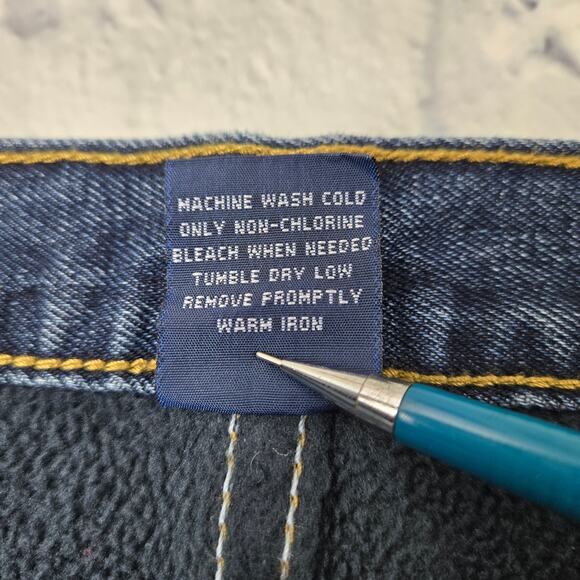 MACHINE WASH COLD
ONLY NON-CHLORINE
BLEACH WHEN NEEDED
TUMBLE DRY LOW
REMOVE PROMPTLY
WARM IRON